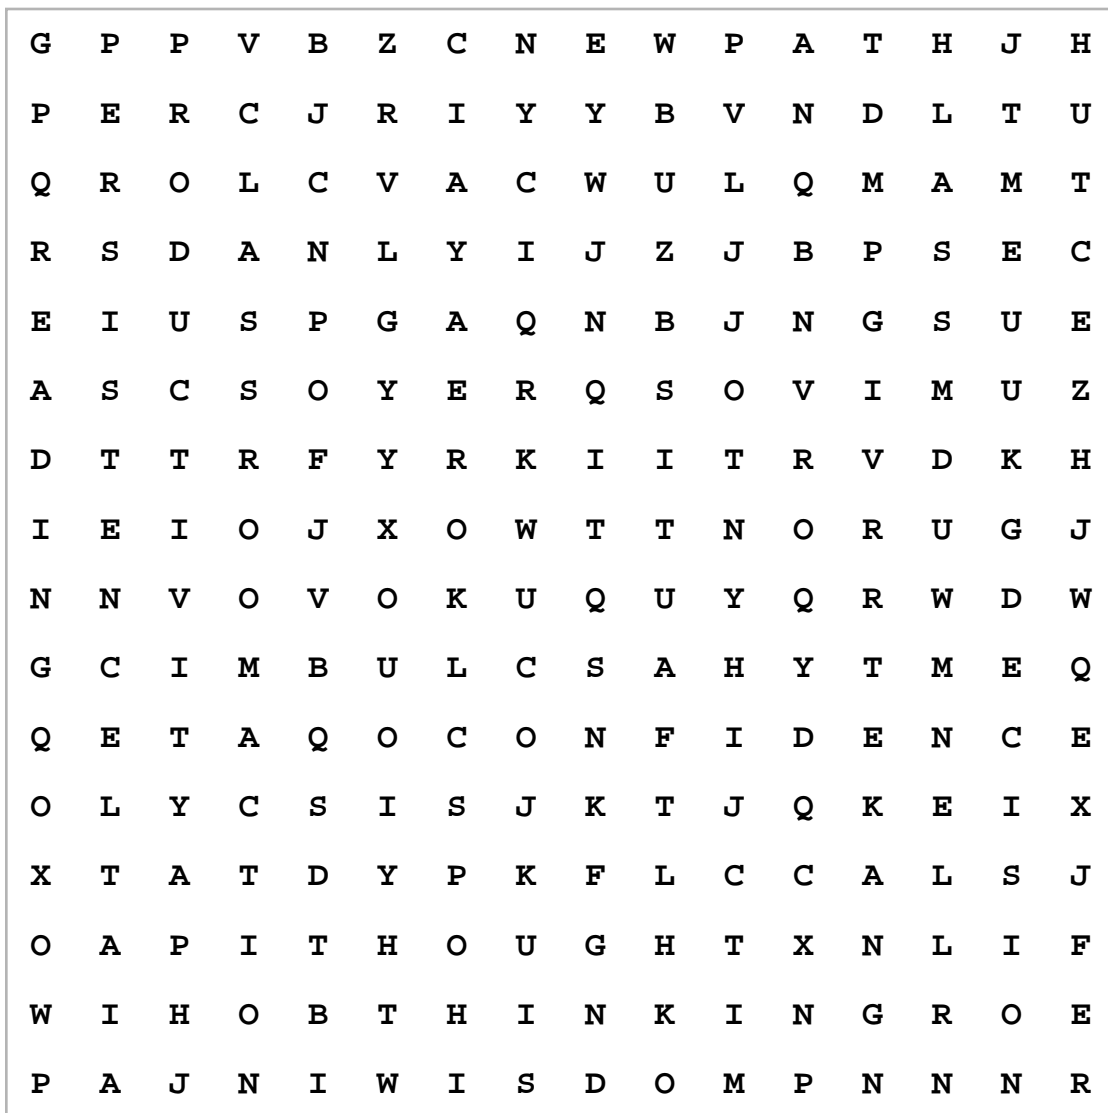 G P P V B Z C N E W P A T H J H
P E R C J R I Y Y B V N D L T U
Q R O L C V A C W U L Q M A M T
R S D A N L Y I J Z J B P S E C
E I U S P G A Q N B J N G S U E
A S C S O Y E R Q S O V I M U Z
D T T R F Y R K I I T R V D K H
I E I O J X O W T T N O R U G J
N N V O V O K U Q U Y Q R W D W
G C I M B U L C S A H Y T M E Q
Q E T A Q O C O N F I D E N C E
O L Y C S I S J K T J Q K E I X
X T A T D Y P K F L C C A L S J
O A P I T H O U G H T X N L I F
W I H O B T H I N K I N G R O E
P A J N I W I S D O M P N N N R